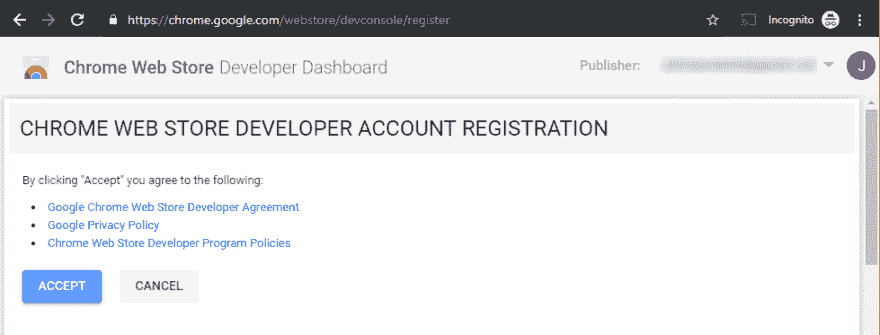 https://chrome.google.com/webstore/devconsole/register
Incognito
Chrome Web Store Developer Dashboard
Publisher:
J
CHROME WEB STORE DEVELOPER ACCOUNT REGISTRATION
By clicking "Accept" you agree to the following:
Google Chrome Web Store Developer Agreement
Google Privacy Policy
Chrome Web Store Developer Program Policies
ACCEPT
CANCEL